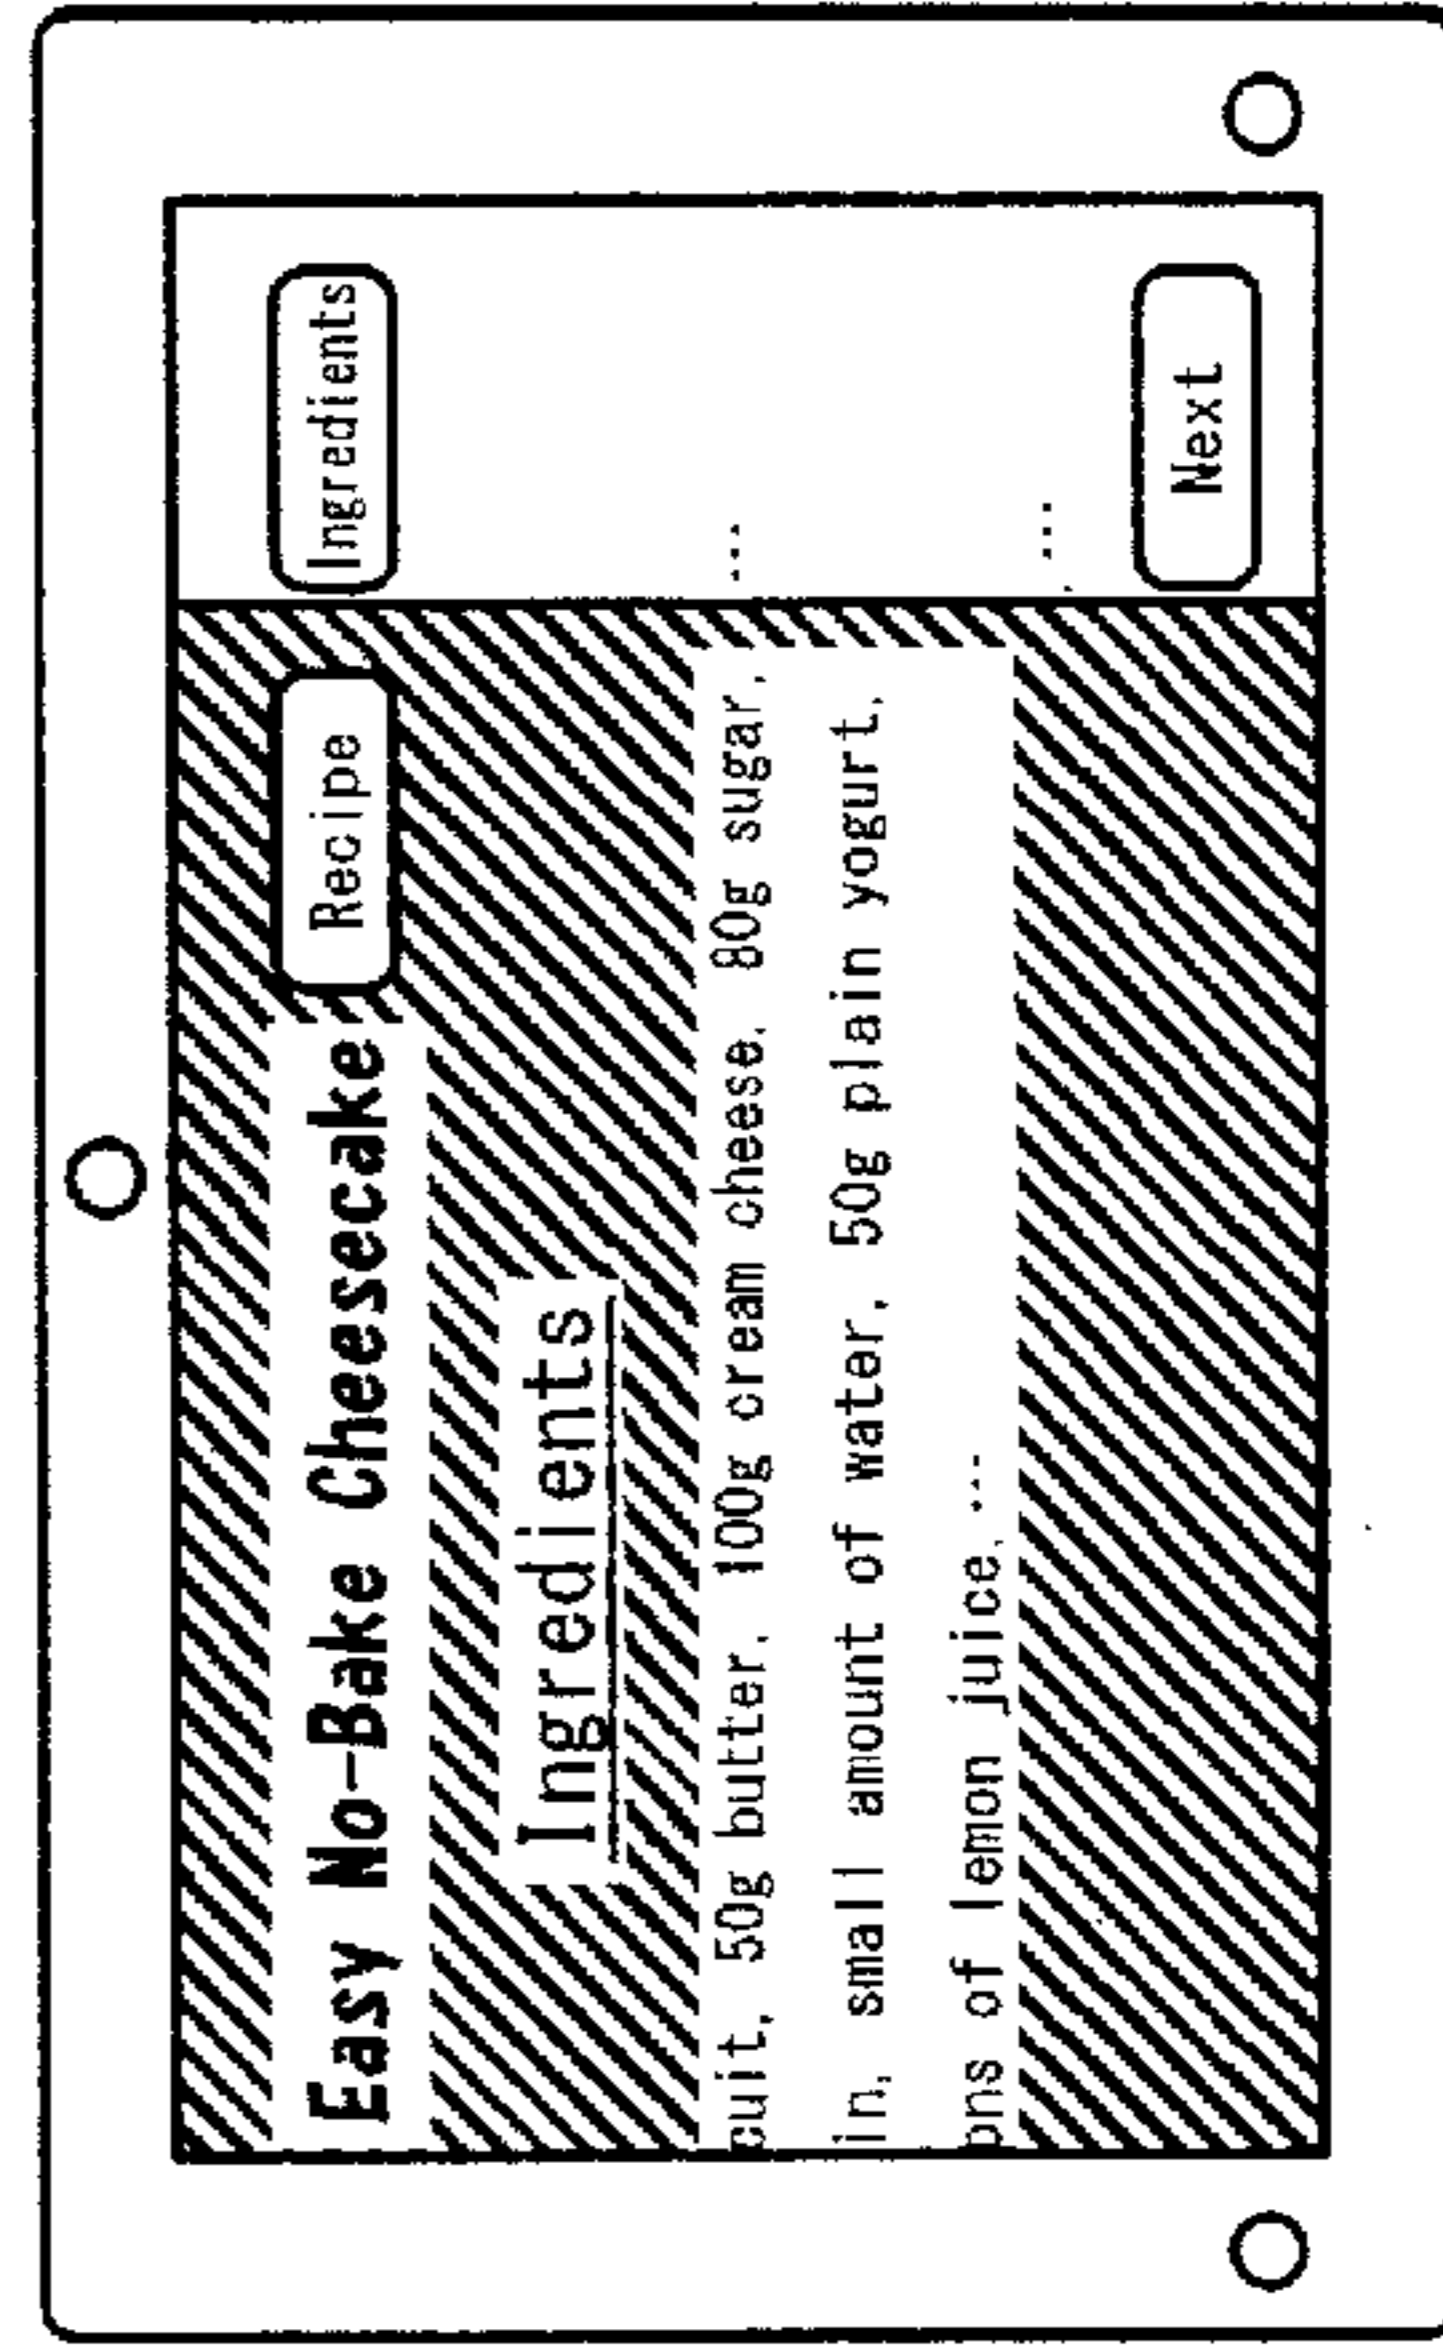 Easy No-Bake Cheesecake Recipe Ingredients
Ingredients
cuit, 50g butter, 100g cream cheese, 80g sugar, ...
in, small amount of water, 50g plain yogurt,
ons of lemon juice, ... ...
Next